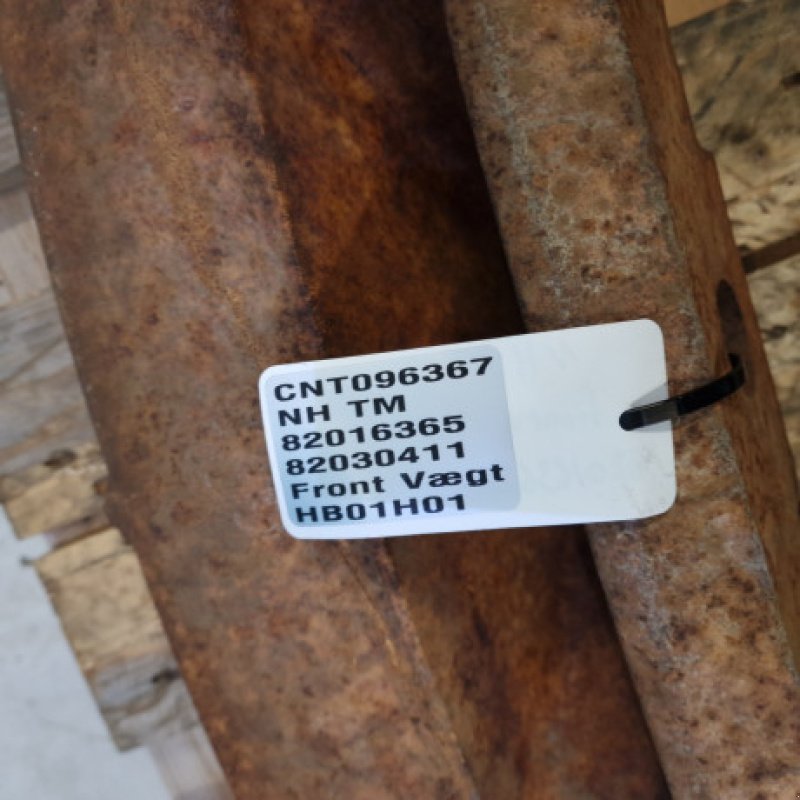 CNT096367
NH TM
82016365
82030411
Front Vægt
HB01H01